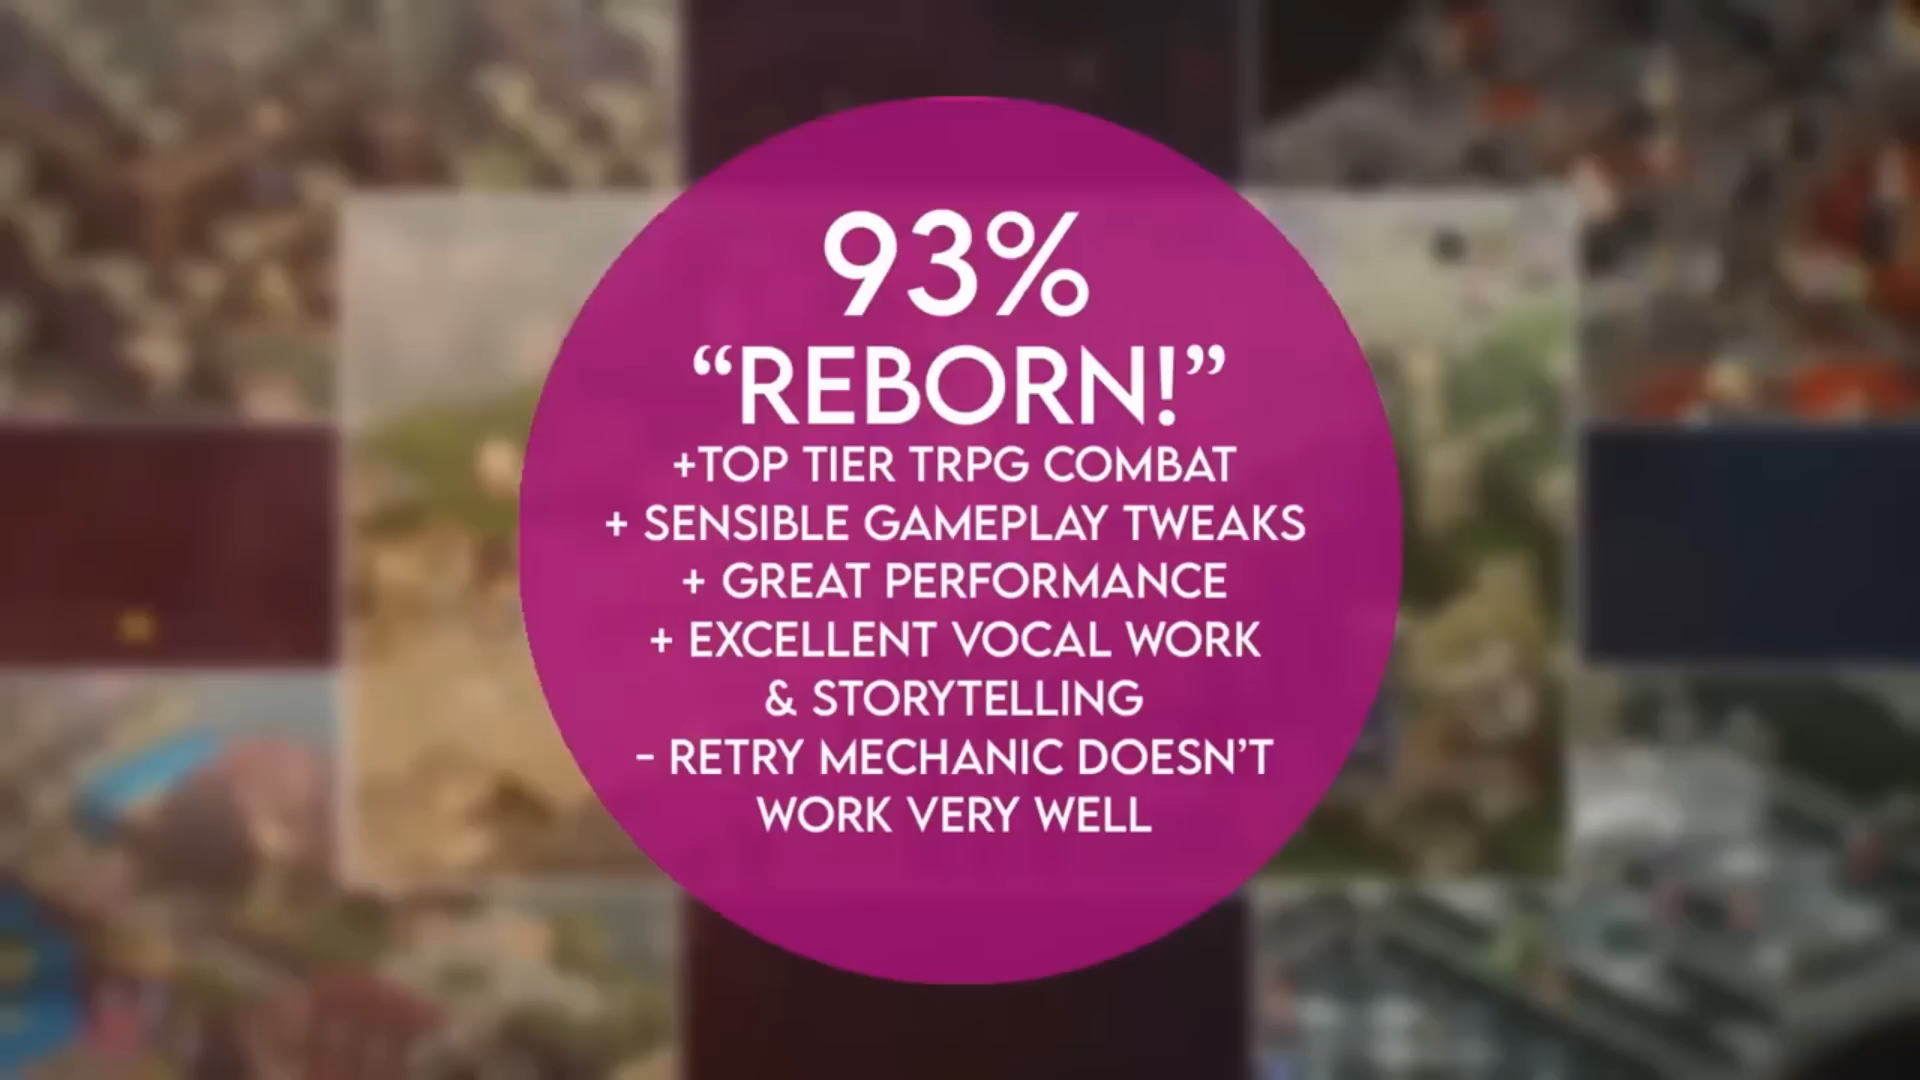 93%
“REBORN!”
+TOP TIER TRPG COMBAT
+ SENSIBLE GAMEPLAY TWEAKS
+ GREAT PERFORMANCE
+ EXCELLENT VOCAL WORK
& STORYTELLING
- RETRY MECHANIC DOESN’T
WORK VERY WELL